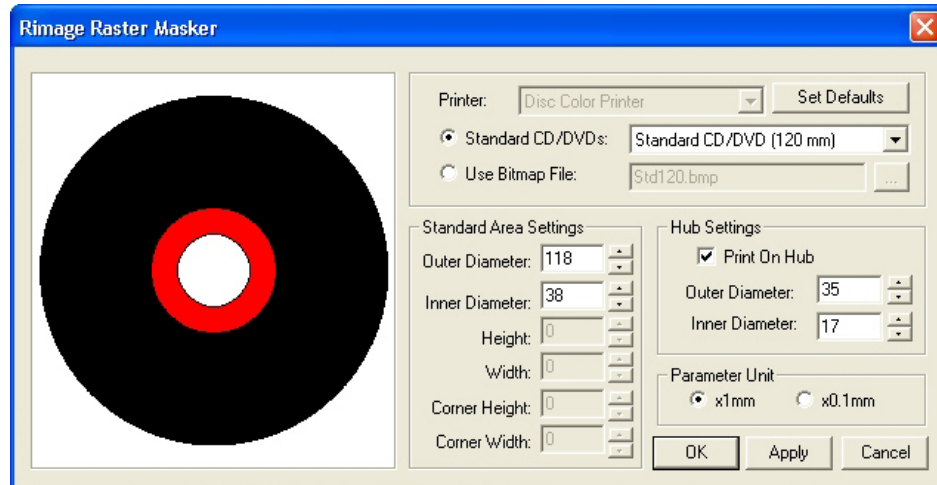 Rimage Raster Masker
Printer: Disc Color Printer Set Defaults
Standard CD/DVDs: Standard CD/DVD (120 mm)
Use Bitmap File: Std120.bmp ...
Standard Area Settings
Outer Diameter: 118
Inner Diameter: 38
Height: 0
Width: 0
Corner Height: 0
Corner Width: 0
Hub Settings
Print On Hub
Outer Diameter: 35
Inner Diameter: 17
Parameter Unit
x1mm x0.1mm
OK Apply Cancel